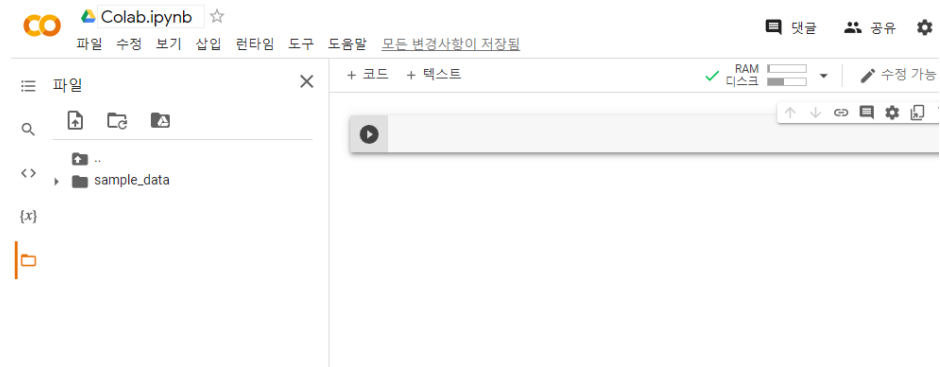 Colab.ipynb
댓글 공유
파일 수정 보기 삽입 런타임 도구 도움말 모든 변경사항이 저장됨
파일
+ 코드 + 텍스트
RAM
디스크
수정 가능
..
sample_data
{x}